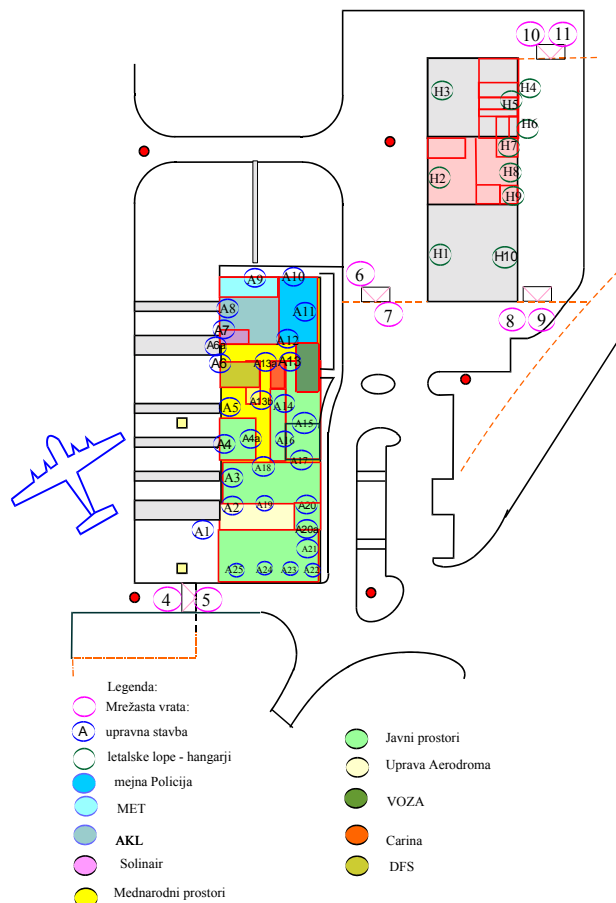 10 11
H3 H4
H5
H6
H7
H2 H8
H9
H1 H10
6
7
8 9
A9 A10
A8 A11
A7
A6a A12
A6 A13a A13
A5 A13b A14
A15
A4 A4a A16
A17
A18
A3
A2 A19 A20
A1 A20a
A21
A25 A24 A23 A22
4 5
Legenda:
Mrežasta vrata:
A upravna stavba
letalske lope - hangarji
mejna Policija
MET
AKL
Solinair
Mednarodni prostori
Javni prostori
Uprava Aerodroma
VOZA
Carina
DFS